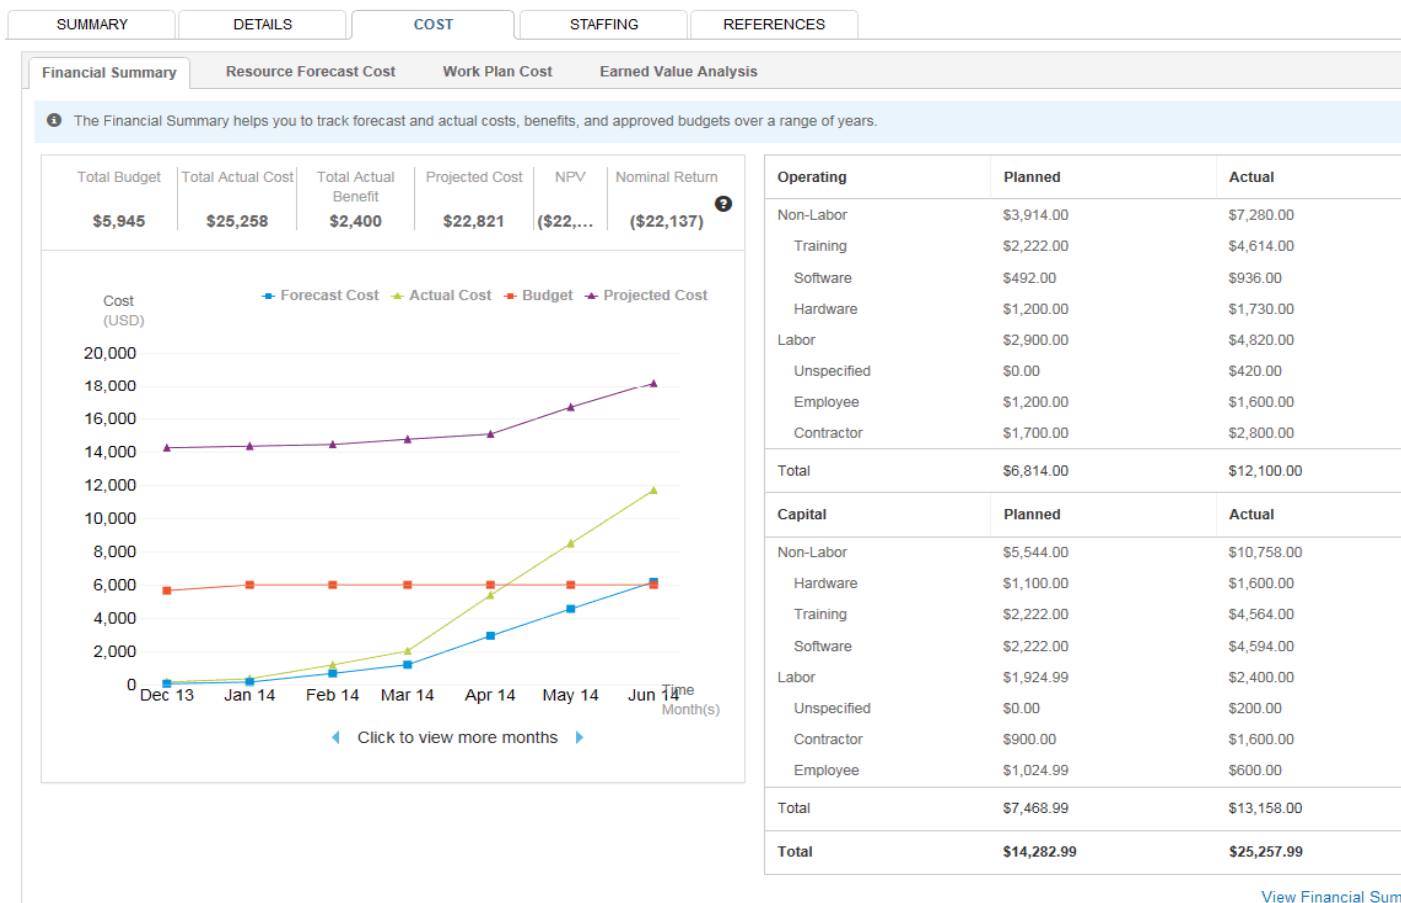 SUMMARY DETAILS COST STAFFING REFERENCES
Financial Summary Resource Forecast Cost Work Plan Cost Earned Value Analysis
The Financial Summary helps you to track forecast and actual costs, benefits, and approved budgets over a range of years.
Total Budget Total Actual Cost Total Actual Benefit Projected Cost NPV Nominal Return
$5,945 $25,258 $2,400 $22,821 ($22,... ($22,137)
Cost
(USD)
Forecast Cost Actual Cost Budget Projected Cost
20,000
18,000
16,000
14,000
12,000
10,000
8,000
6,000
4,000
2,000
0
Dec 13 Jan 14 Feb 14 Mar 14 Apr 14 May 14 Jun 14
Time
Month(s)
Click to view more months
Operating Planned Actual
Non-Labor $3,914.00 $7,280.00
Training $2,222.00 $4,614.00
Software $492.00 $936.00
Hardware $1,200.00 $1,730.00
Labor $2,900.00 $4,820.00
Unspecified $0.00 $420.00
Employee $1,200.00 $1,600.00
Contractor $1,700.00 $2,800.00
Total $6,814.00 $12,100.00
Capital Planned Actual
Non-Labor $5,544.00 $10,758.00
Hardware $1,100.00 $1,600.00
Training $2,222.00 $4,564.00
Software $2,222.00 $4,594.00
Labor $1,924.99 $2,400.00
Unspecified $0.00 $200.00
Contractor $900.00 $1,600.00
Employee $1,024.99 $600.00
Total $7,468.99 $13,158.00
Total $14,282.99 $25,257.99
View Financial Sum